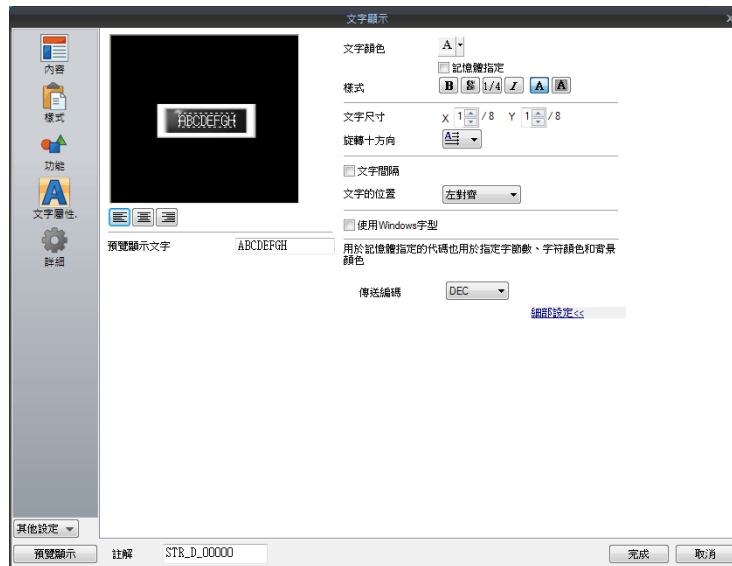 文字顯示
內容
樣式
功能
文字屬性.
詳細
其他設定
預覽顯示
ABCDEFGH
預覽顯示文字 ABCDEFGH
文字顏色 A
記憶體指定
樣式 B S 1/4 I A A
文字尺寸 X 1 /8 Y 1 /8
旋轉十方向 A
文字間隔
文字的位置 左對齊
使用Windows字型
用於記憶體指定的代碼也用於指定字節數、字符顏色和背景
顏色
傳送編碼 DEC
細部設定<<
註解 STR_D_00000
完成 取消